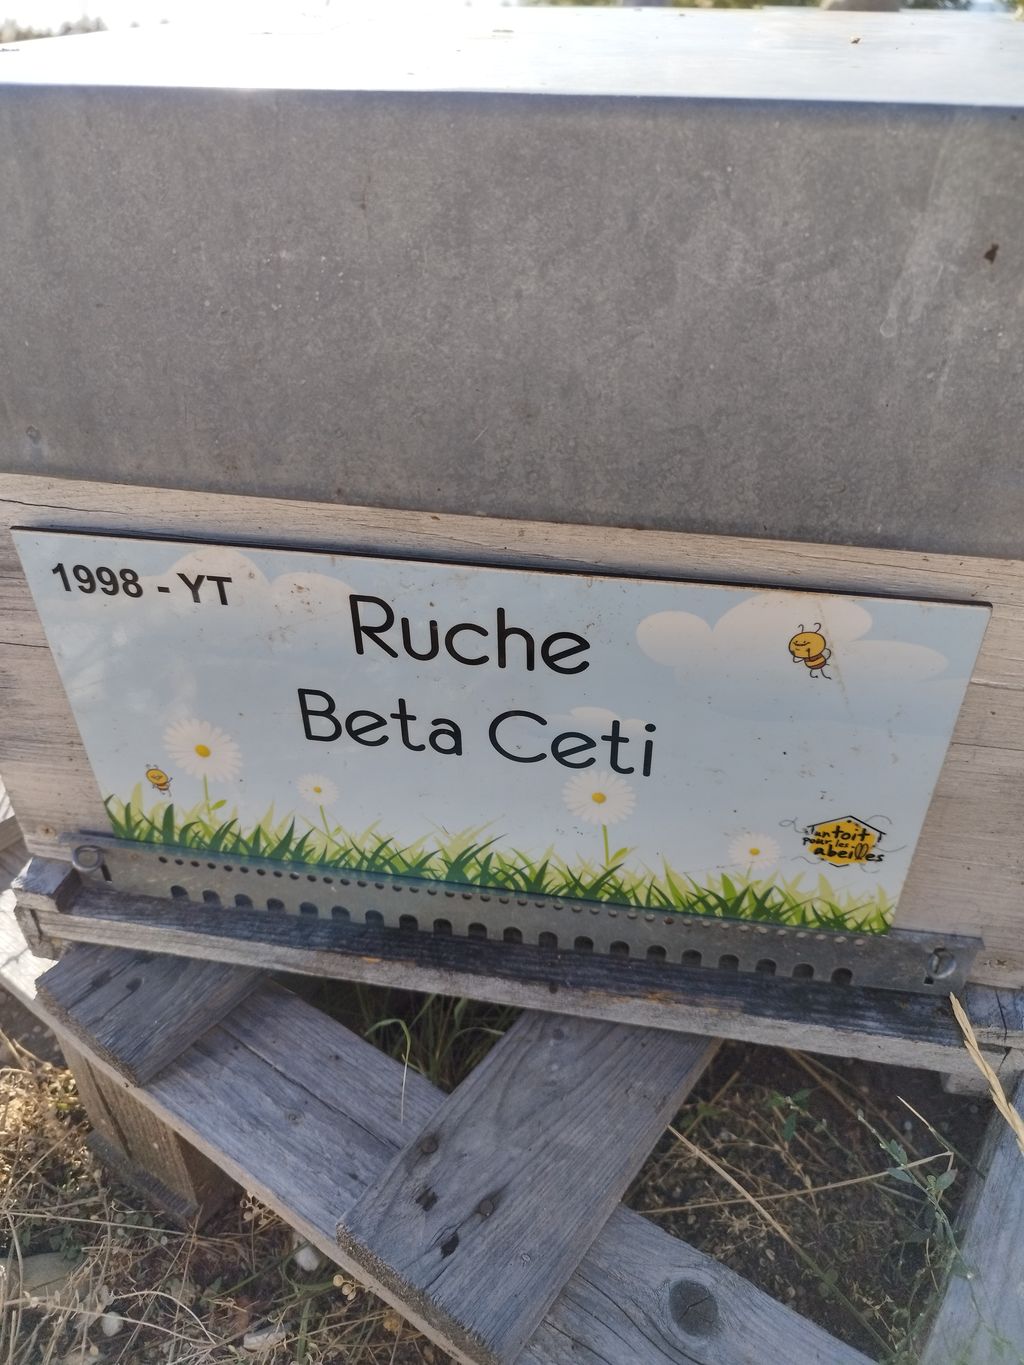 1998 - YT
Ruche
Beta Ceti
un toit
pour les
abeilles